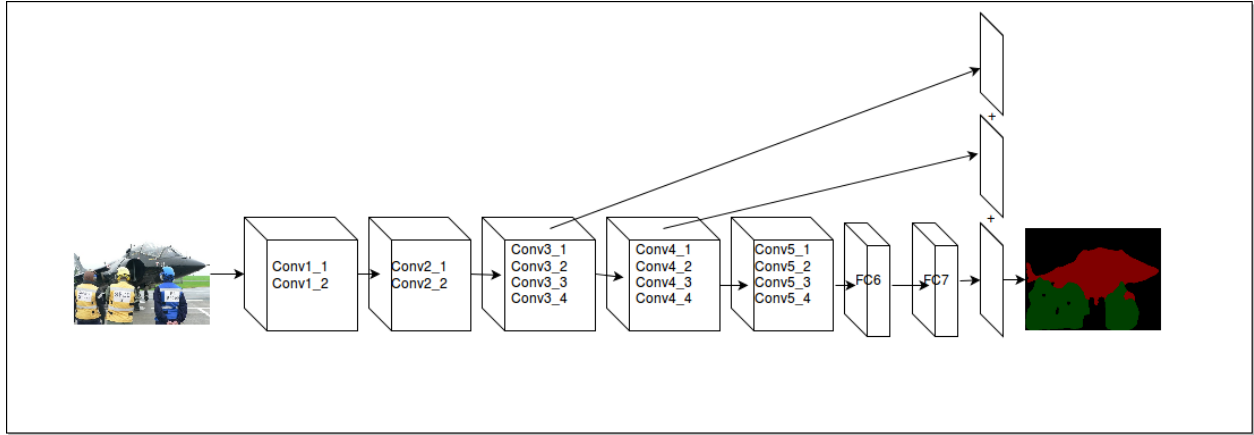 Conv1_1
Conv1_2
Conv2_1
Conv2_2
Conv3_1
Conv3_2
Conv3_3
Conv3_4
Conv4_1
Conv4_2
Conv4_3
Conv4_4
Conv5_1
Conv5_2
Conv5_3
Conv5_4
FC6
FC7
+
+